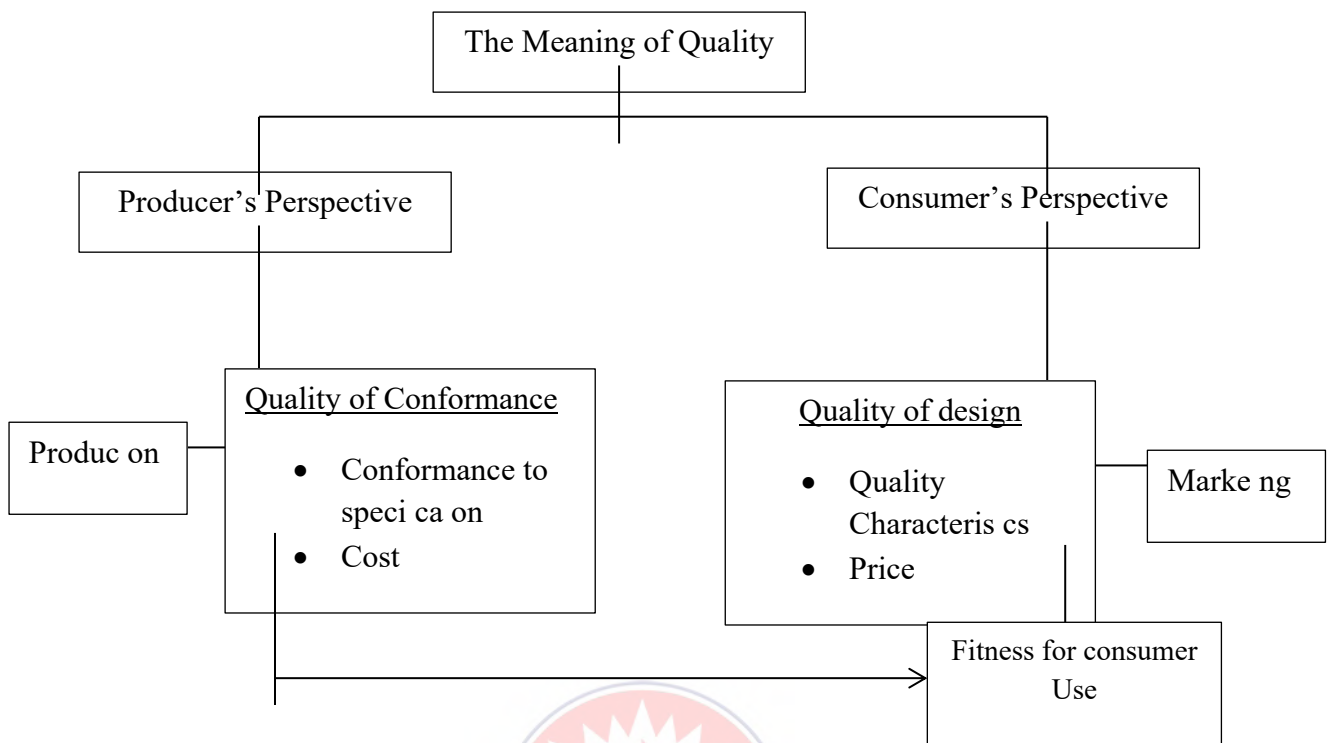 The Meaning of Quality
Producer's Perspective
Consumer's Perspective
Quality of Conformance
• Conformance to
speci ca on
• Cost
Produc on
Quality of design
• Quality
Characteris cs
• Price
Marke ng
Fitness for consumer
Use